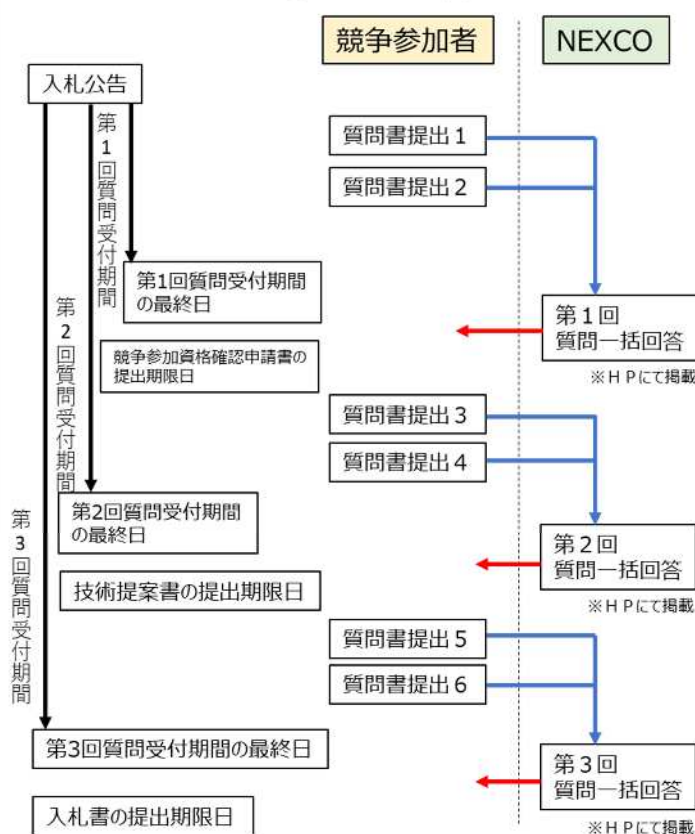 競争参加者
NEXCO
入札公告
第1回質問受付期間
第2回質問受付期間
第3回質問受付期間
質問書提出1
質問書提出2
第1回質問受付期間
の最終日
第1回
質問一括回答
※HPにて掲載
競争参加資格確認申請書の
提出期限日
質問書提出3
質問書提出4
第2回質問受付期間
の最終日
第2回
質問一括回答
※HPにて掲載
技術提案書の提出期限日
質問書提出5
質問書提出6
第3回質問受付期間の最終日
第3回
質問一括回答
※HPにて掲載
入札書の提出期限日